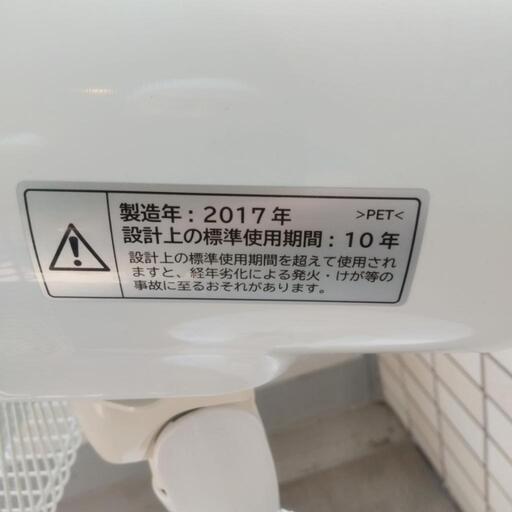 製造年：2017年 >PET<
設計上の標準使用期間：10年
設計上の標準使用期間を超えて使用され
ますと、経年劣化による発火・けが等の
事故に至るおそれがあります。